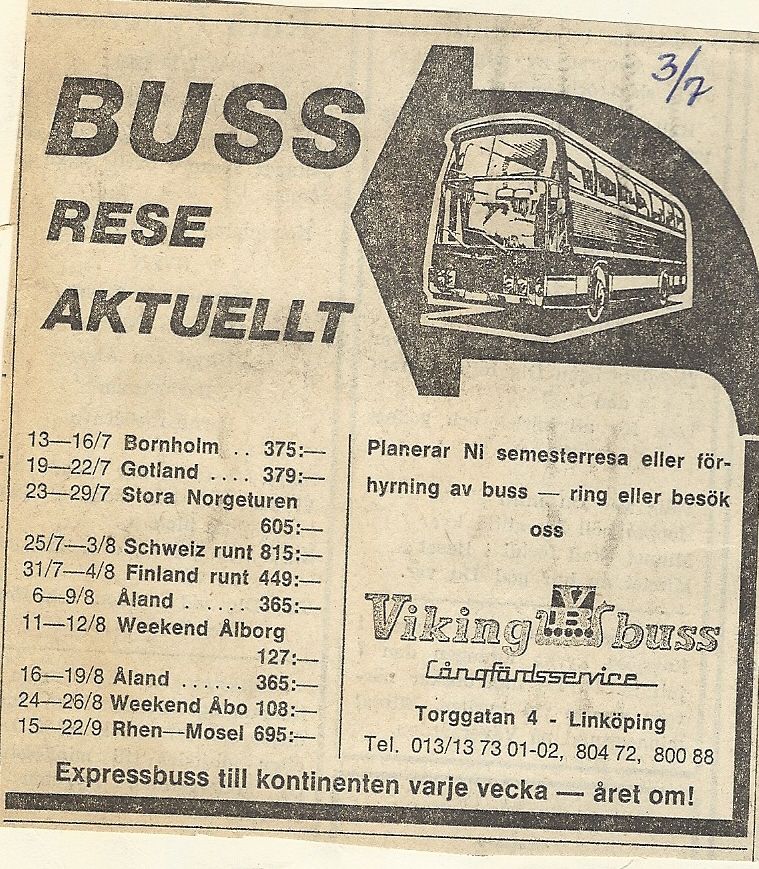 3/7
BUSS
RESE
AKTUELLT
13—16/7 Bornholm .. 375:—
19—22/7 Gotland .... 379:—
23—29/7 Stora Norgeturen
605:—
25/7—3/8 Schweiz runt 815:—
31/7—4/8 Finland runt 449:—
6—9/8 Åland ...... 365:—
11—12/8 Weekend Ålborg
127:—
16—19/8 Åland ...... 365:—
24—26/8 Weekend Åbo 108:—
15—22/9 Rhen—Mosel 695:—
Planerar Ni semesterresa eller för-
hyrning av buss — ring eller besök
oss
Viking VB buss
Långfärdsservice
Torggatan 4 - Linköping
Tel. 013/13 73 01-02, 804 72, 800 88
Expressbuss till kontinenten varje vecka — året om!